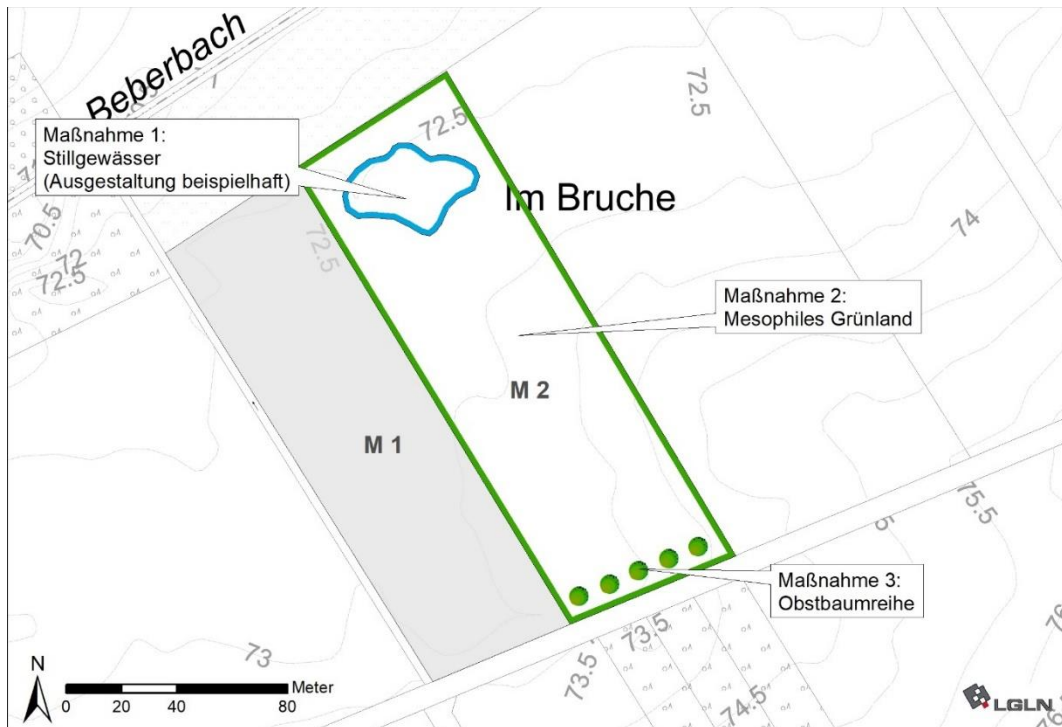 Beberbach
Maßnahme 1:
Stillgewässer
(Ausgestaltung beispielhaft)
72.5
72.5
Im Bruche
74
70.5
72
72.5
72.5
Maßnahme 2:
Mesophiles Grünland
M 2
M 1
75.5
Maßnahme 3:
Obstbaumreihe
73.5
73.5
74.5
73
N
0 20 40 80 Meter
LGLN